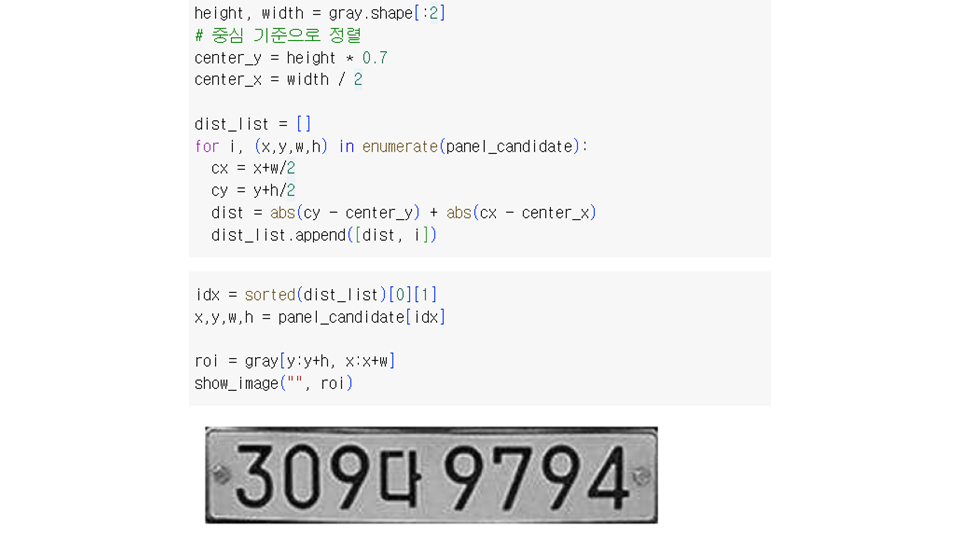 height, width = gray.shape[:2]
# 중심 기준으로 정렬
center_y = height * 0.7
center_x = width / 2
dist_list = []
for i, (x,y,w,h) in enumerate(panel_candidate):
  cx = x+w/2
  cy = y+h/2
  dist = abs(cy - center_y) + abs(cx - center_x)
  dist_list.append([dist, i])
idx = sorted(dist_list)[0][1]
x,y,w,h = panel_candidate[idx]
roi = gray[y:y+h, x:x+w]
show_image("", roi)
309다 9794